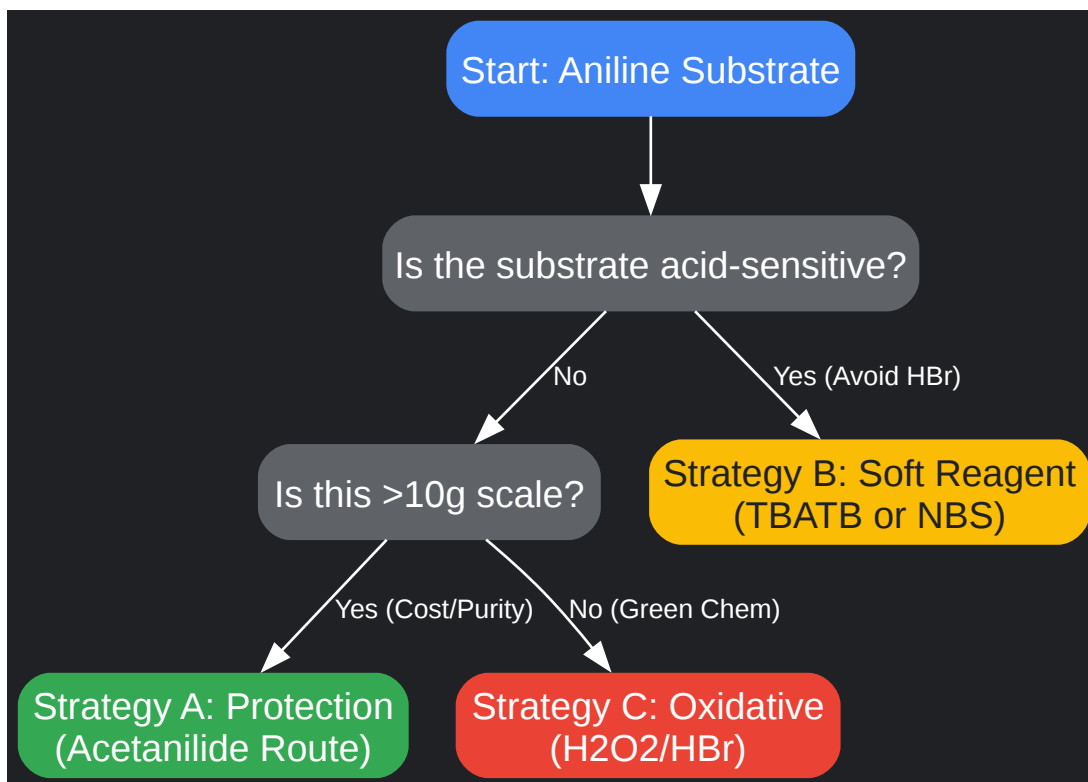 Start: Aniline Substrate
Is the substrate acid-sensitive?
No
Yes (Avoid HBr)
Is this >10g scale?
Strategy B: Soft Reagent
(TBATB or NBS)
Yes (Cost/Purity)
No (Green Chem)
Strategy A: Protection
(Acetanilide Route)
Strategy C: Oxidative
(H2O2/HBr)